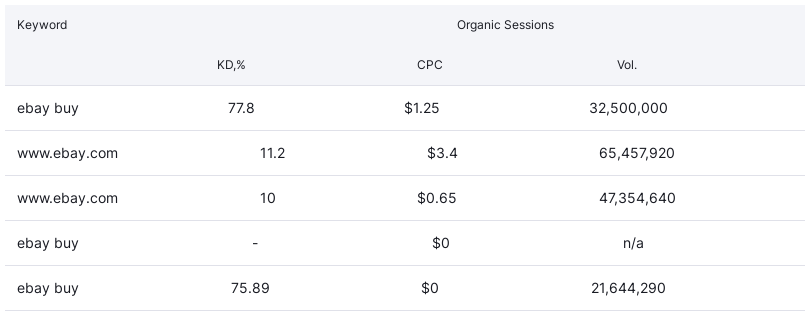 Keyword Organic Sessions
KD,% CPC Vol.
ebay buy 77.8 $1.25 32,500,000
www.ebay.com 11.2 $3.4 65,457,920
www.ebay.com 10 $0.65 47,354,640
ebay buy - $0 n/a
ebay buy 75.89 $0 21,644,290